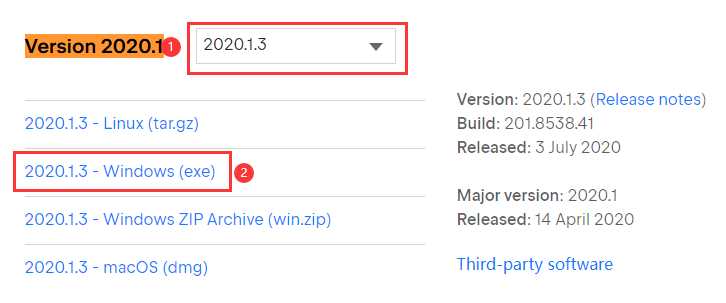 Version 2020.1 1 2020.1.3
2020.1.3 - Linux (tar.gz)
2020.1.3 - Windows (exe) 2
2020.1.3 - Windows ZIP Archive (win.zip)
2020.1.3 - macOS (dmg)
Version: 2020.1.3 (Release notes)
Build: 201.8538.41
Released: 3 July 2020
Major version: 2020.1
Released: 14 April 2020
Third-party software